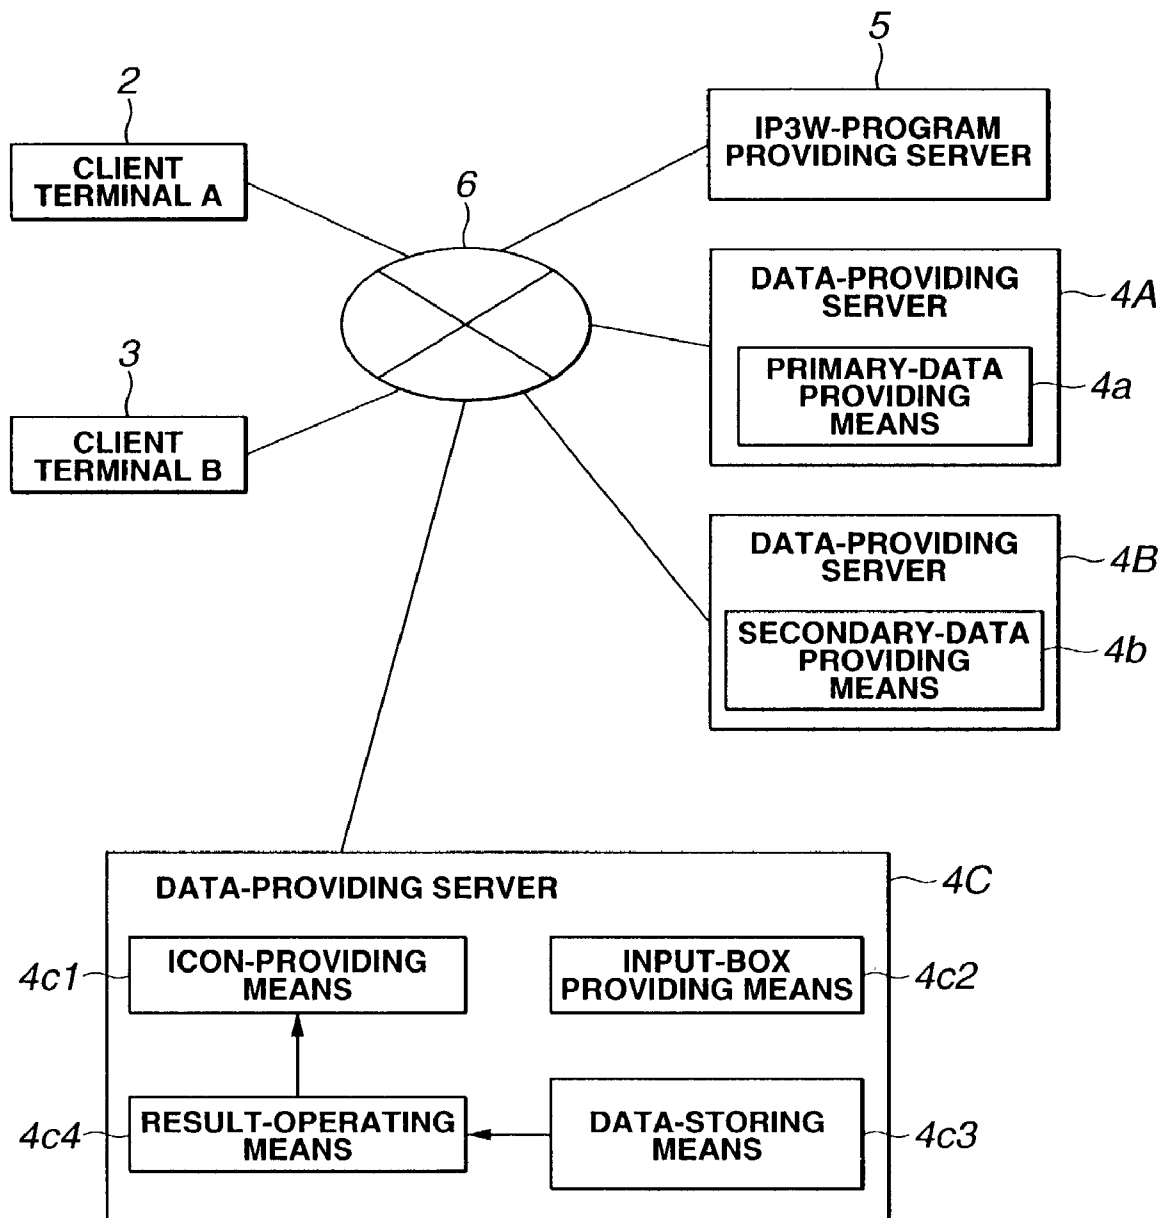 5
2
IP3W-PROGRAM
PROVIDING SERVER
CLIENT
TERMINAL A
6
DATA-PROVIDING
SERVER
4A
PRIMARY-DATA
PROVIDING
MEANS
4a
3
CLIENT
TERMINAL B
DATA-PROVIDING
SERVER
4B
SECONDARY-DATA
PROVIDING
MEANS
4b
DATA-PROVIDING SERVER
4C
4c1
ICON-PROVIDING
MEANS
INPUT-BOX
PROVIDING MEANS
4c2
4c4
RESULT-OPERATING
MEANS
DATA-STORING
MEANS
4c3